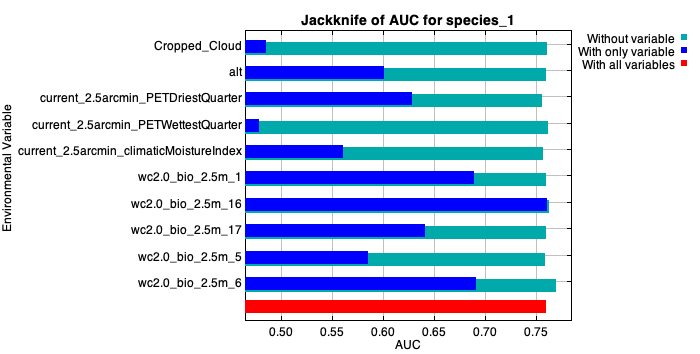 Jackknife of AUC for species_1
Without variable
With only variable
With all variables
Environmental Variable
Cropped_Cloud
alt
current_2.5arcmin_PETDriestQuarter
current_2.5arcmin_PETWettestQuarter
current_2.5arcmin_climaticMoistureIndex
wc2.0_bio_2.5m_1
wc2.0_bio_2.5m_16
wc2.0_bio_2.5m_17
wc2.0_bio_2.5m_5
wc2.0_bio_2.5m_6
0.50 0.55 0.60 0.65 0.70 0.75
AUC